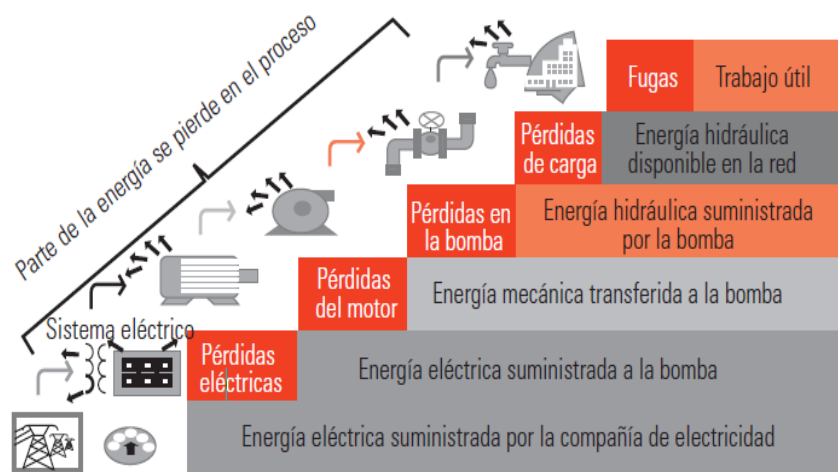 Parte de la energía se pierde en el proceso
Fugas
Trabajo útil
Pérdidas
de carga
Energía hidráulica
disponible en la red
Pérdidas en
la bomba
Energía hidráulica suministrada
por la bomba
Pérdidas
del motor
Energía mecánica transferida a la bomba
Sistema eléctrico
Pérdidas
eléctricas
Energía eléctrica suministrada a la bomba
Energía eléctrica suministrada por la compañía de electricidad